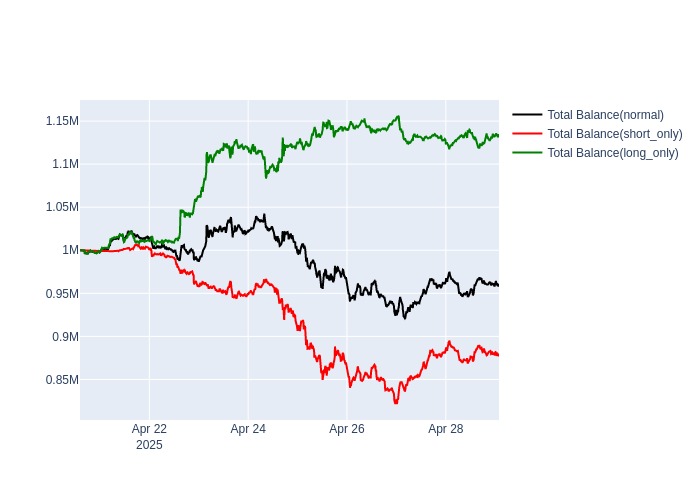 1.15M
1.1M
1.05M
1M
0.95M
0.9M
0.85M
Apr 22
2025
Apr 24
Apr 26
Apr 28
Total Balance(normal)
Total Balance(short_only)
Total Balance(long_only)